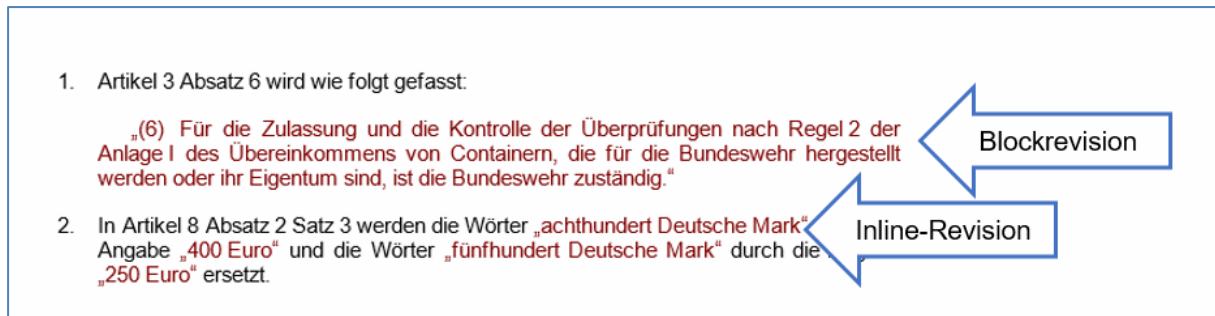 1. Artikel 3 Absatz 6 wird wie folgt gefasst:
„(6) Für die Zulassung und die Kontrolle der Überprüfungen nach Regel 2 der
Anlage I des Übereinkommens von Containern, die für die Bundeswehr hergestellt
werden oder ihr Eigentum sind, ist die Bundeswehr zuständig.“
Blockrevision
2. In Artikel 8 Absatz 2 Satz 3 werden die Wörter „achthundert Deutsche Mark“
Angabe „400 Euro“ und die Wörter „fünfhundert Deutsche Mark“ durch die
„250 Euro“ ersetzt.
Inline-Revision